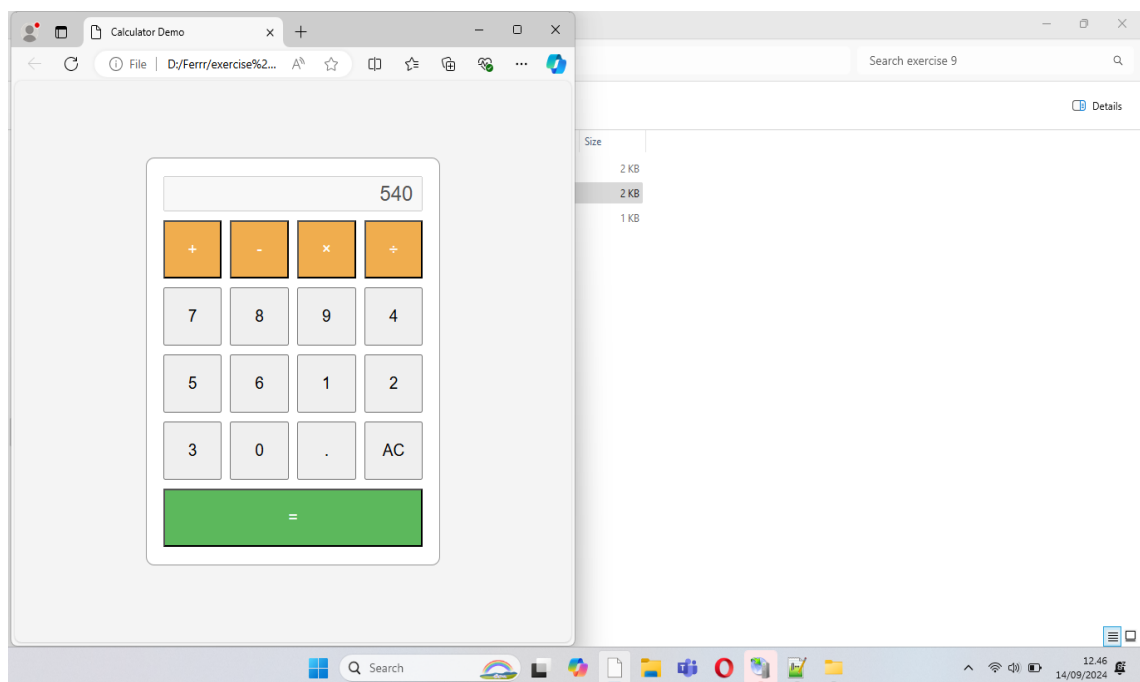 Calculator Demo
File
D:/Ferrr/exercise%2...
Search exercise 9
Details
Size
2 KB
2 KB
1 KB
540
+ - × ÷
7 8 9 4
5 6 1 2
3 0 . AC
=
Search
12.46
14/09/2024